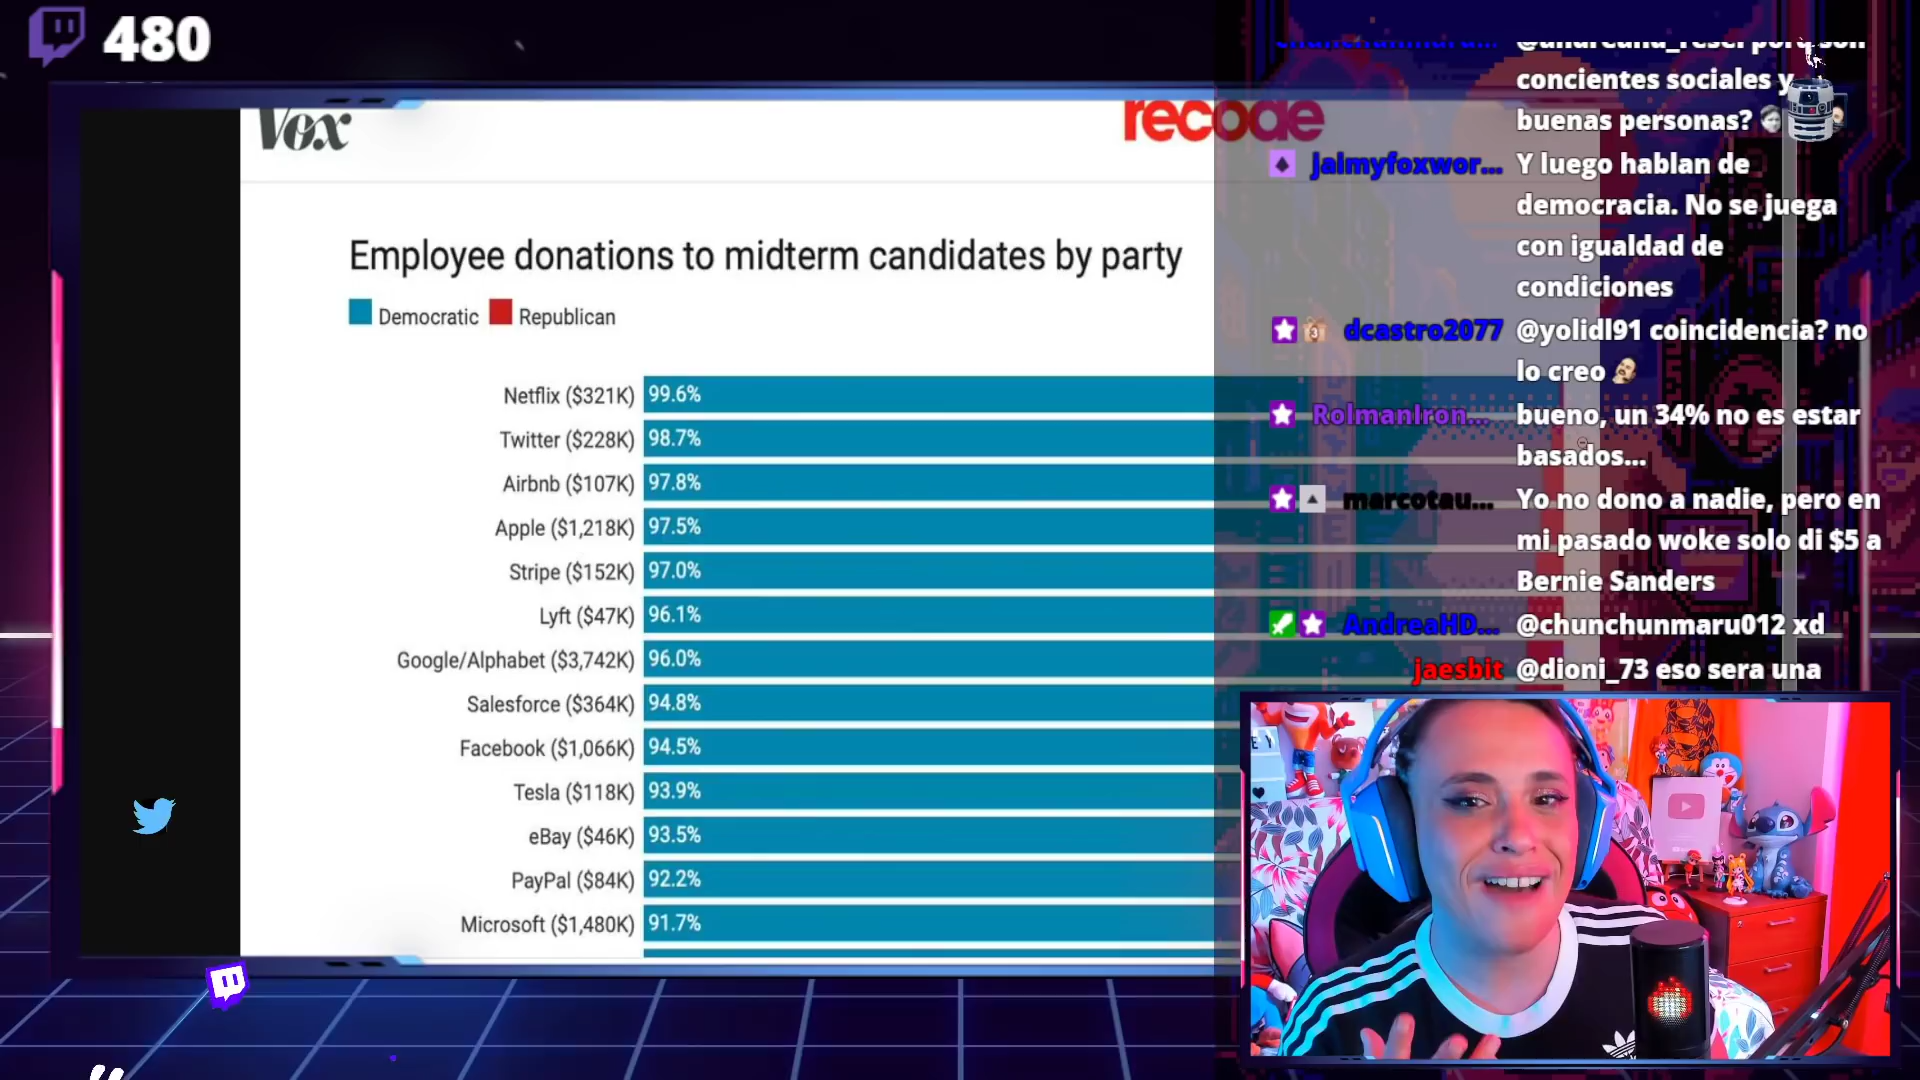 480
Vox
recode
Employee donations to midterm candidates by party
Democratic Republican
Netflix ($321K) 99.6%
Twitter ($228K) 98.7%
Airbnb ($107K) 97.8%
Apple ($1,218K) 97.5%
Stripe ($152K) 97.0%
Lyft ($47K) 96.1%
Google/Alphabet ($3,742K) 96.0%
Salesforce ($364K) 94.8%
Facebook ($1,066K) 94.5%
Tesla ($118K) 93.9%
eBay ($46K) 93.5%
PayPal ($84K) 92.2%
Microsoft ($1,480K) 91.7%
son
concientes sociales y
buenas personas?
jaimyfoxwor... Y luego hablan de
democracia. No se juega
con igualdad de
condiciones
dcastro2077 @yolidl91 coincidencia? no
lo creo
RolmanIron... bueno, un 34% no es estar
basados...
marcotau... Yo no dono a nadie, pero en
mi pasado woke solo di $5 a
Bernie Sanders
AndreaHD... @chunchunmaru012 xd
jaesbit @dioni_73 eso sera una